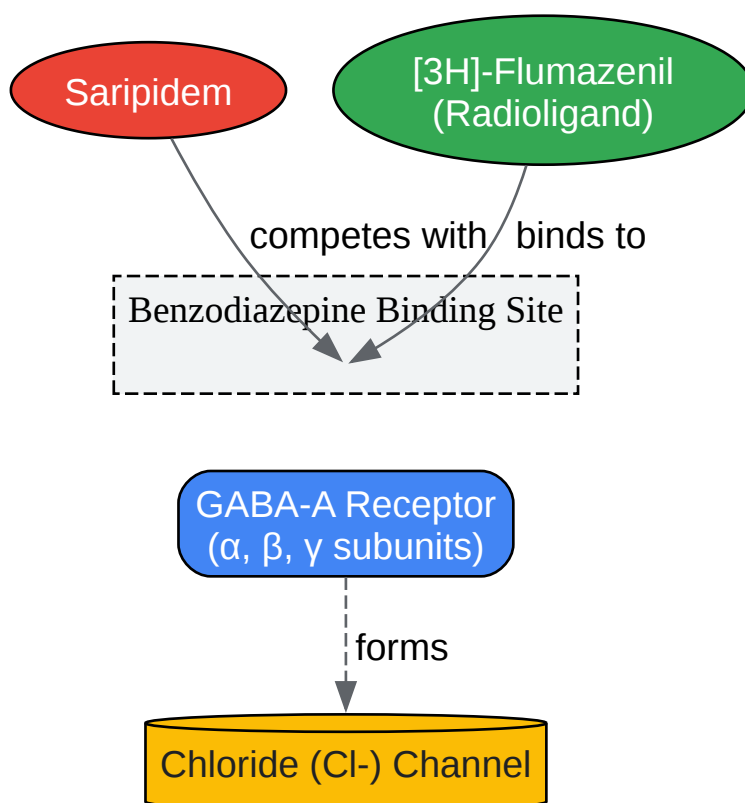 Saripidem
[3H]-Flumazenil
(Radioligand)
competes with
binds to
Benzodiazepine Binding Site
GABA-A Receptor
(α, β, γ subunits)
forms
Chloride (Cl-) Channel